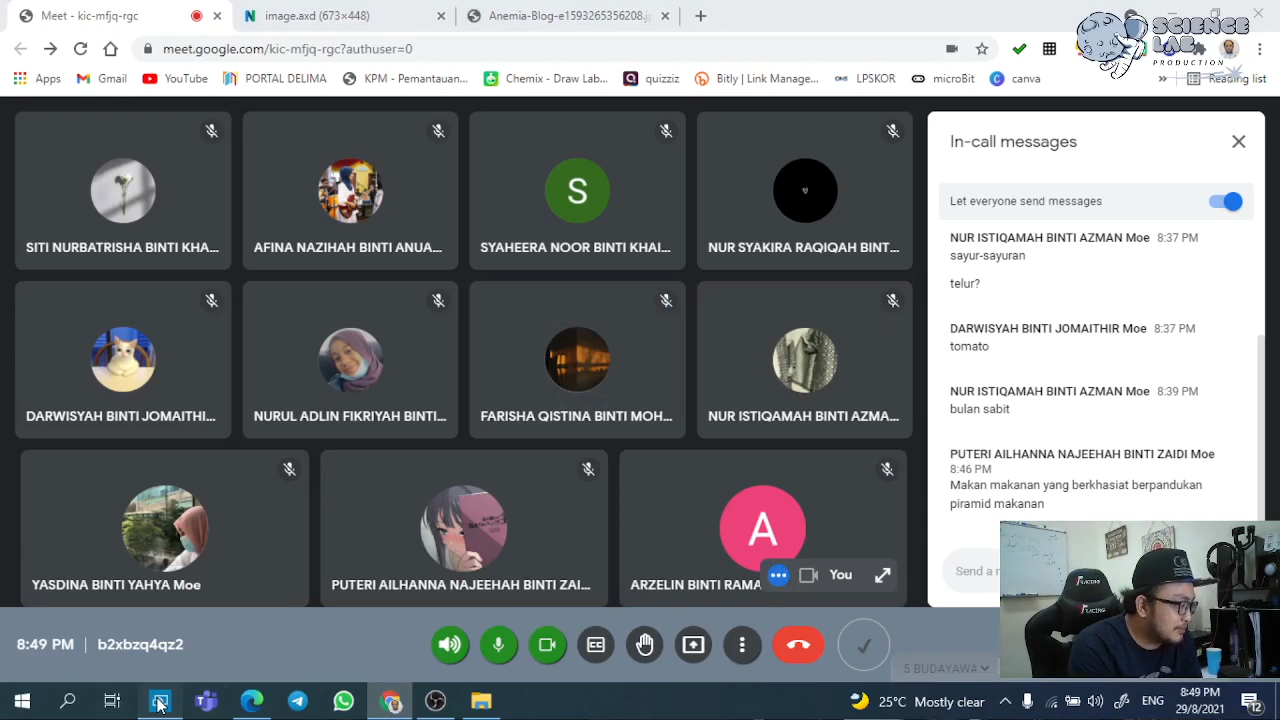 Meet - kic-mfjq-rgc
image.axd (673×448)
Anemia-Blog-e1593265356208.j
meet.google.com/kic-mfjq-rgc?authuser=0
SCIENCE
PRODUCTION
Apps
Gmail
YouTube
PORTAL DELIMA
KPM - Pemantauan...
Chemix - Draw Lab...
quizziz
Bitly | Link Manage...
LPSKOR
microBit
canva
»
Reading list
SITI NURBATRISHA BINTI KHA...
AFINA NAZIHAH BINTI ANUA...
S
SYAHEERA NOOR BINTI KHAI...
NUR SYAKIRA RAQIQAH BINT...
DARWISYAH BINTI JOMAITHI...
NURUL ADLIN FIKRIYAH BINTI...
FARISHA QISTINA BINTI MOH...
NUR ISTIQAMAH BINTI AZMA...
YASDINA BINTI YAHYA Moe
PUTERI AILHANNA NAJEEHAH BINTI ZAI...
A
ARZELIN BINTI RAMA
You
In-call messages
Let everyone send messages
NUR ISTIQAMAH BINTI AZMAN Moe 8:37 PM
sayur-sayuran
telur?
DARWISYAH BINTI JOMAITHIR Moe 8:37 PM
tomato
NUR ISTIQAMAH BINTI AZMAN Moe 8:39 PM
bulan sabit
PUTERI AILHANNA NAJEEHAH BINTI ZAIDI Moe
8:46 PM
Makan makanan yang berkhasiat berpandukan
piramid makanan
Send a
8:49 PM | b2xbzq4qz2
5 BUDAYAWA
25°C Mostly clear
ENG
8:49 PM
29/8/2021
12